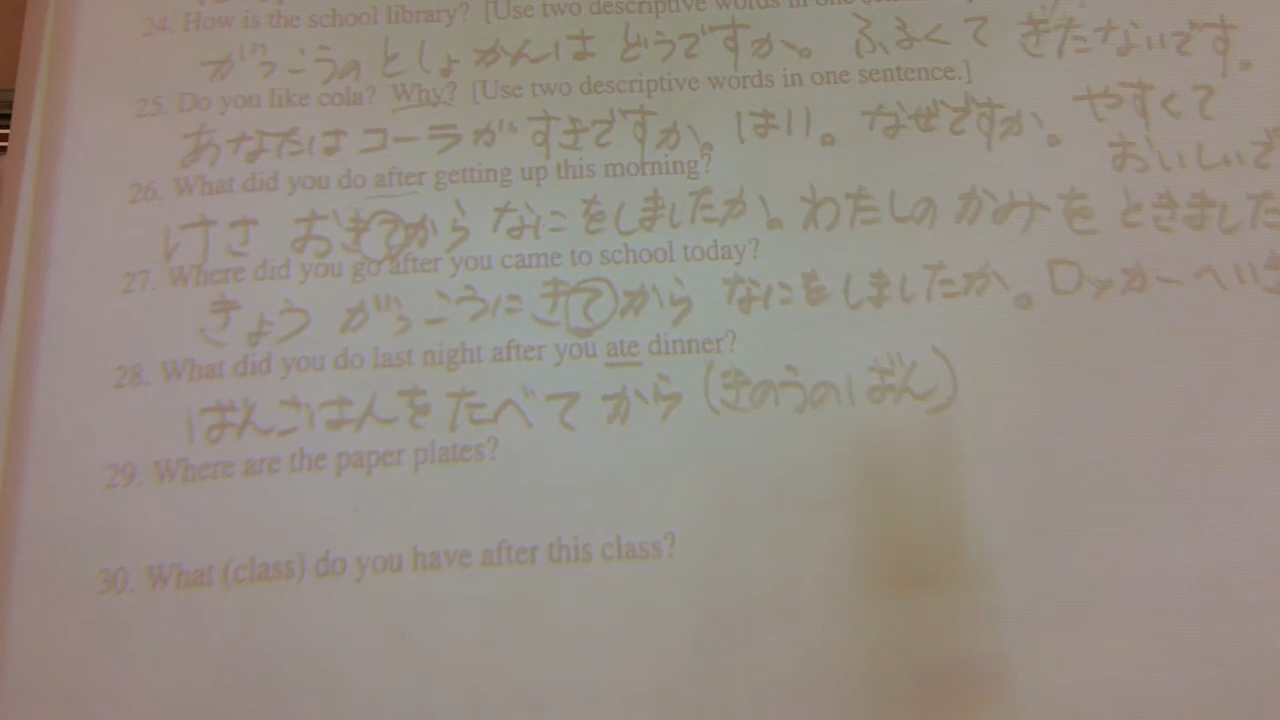 24. How is the school library? [Use two descriptive words in one
がっこうの としょかんは どうですか。 ふるくて きたないです。
25. Do you like cola? Why? [Use two descriptive words in one sentence.]
あなたは コーラが すきですか。 はい。 なぜですか。 やすくて
おいしいで
26. What did you do after getting up this morning?
けさ おきてから なにをしましたか。 わたしの かみを ときました
27. Where did you go after you came to school today?
きょう がっこうに きてから なにをしましたか。 ロッカーへいき
28. What did you do last night after you ate dinner?
ばんごはんを たべて から (きのうのばん)
29. Where are the paper plates?
30. What (class) do you have after this class?